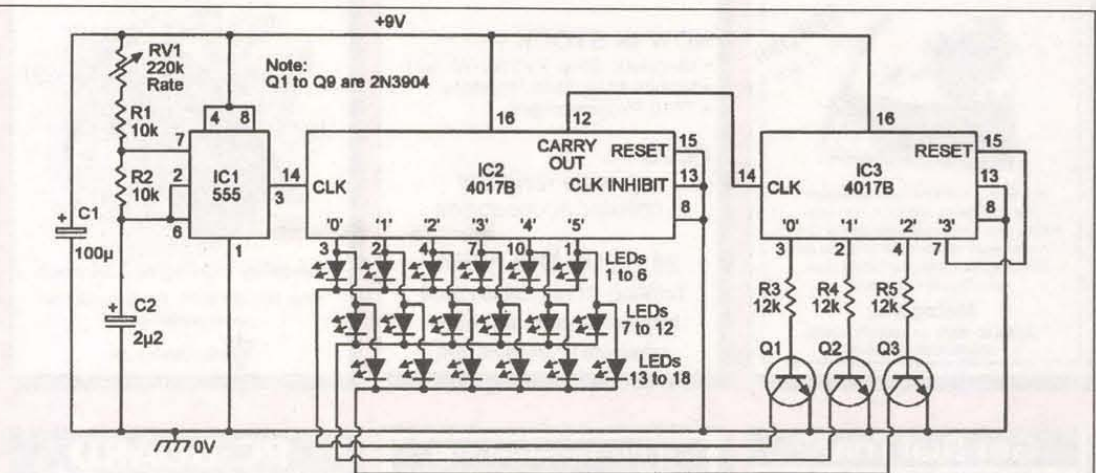 +9V
RV1
220k
Rate
Note:
Q1 to Q9 are 2N3904
R1
10k
4 8
7
R2
10k
2
IC1
555
6
3
1
C1
100µ
C2
2µ2
0V
16 12
14
CLK
CARRY
OUT
RESET
15
IC2
4017B
CLK INHIBIT
13
8
'0' '1' '2' '3' '4' 5'
3 2 4 7 10 1
LEDs
1 to 6
LEDs
7 to 12
LEDs
13 to 18
16
14
CLK
RESET
15
IC3
4017B
13
8
'0' '1' '2' '3'
3 2 4 7
R3
12k
R4
12k
R5
12k
Q1 Q2 Q3